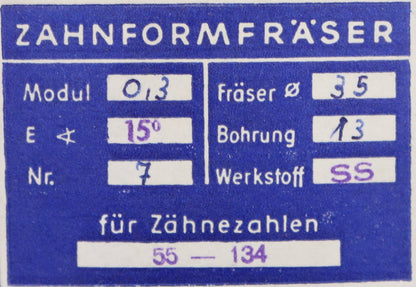 ZAHNFORMFRÄSER
Modul 0,3 Fräser ø 35
E ∢ 15° Bohrung 13
Nr. 7 Werkstoff SS
für Zähnezahlen
55 — 134